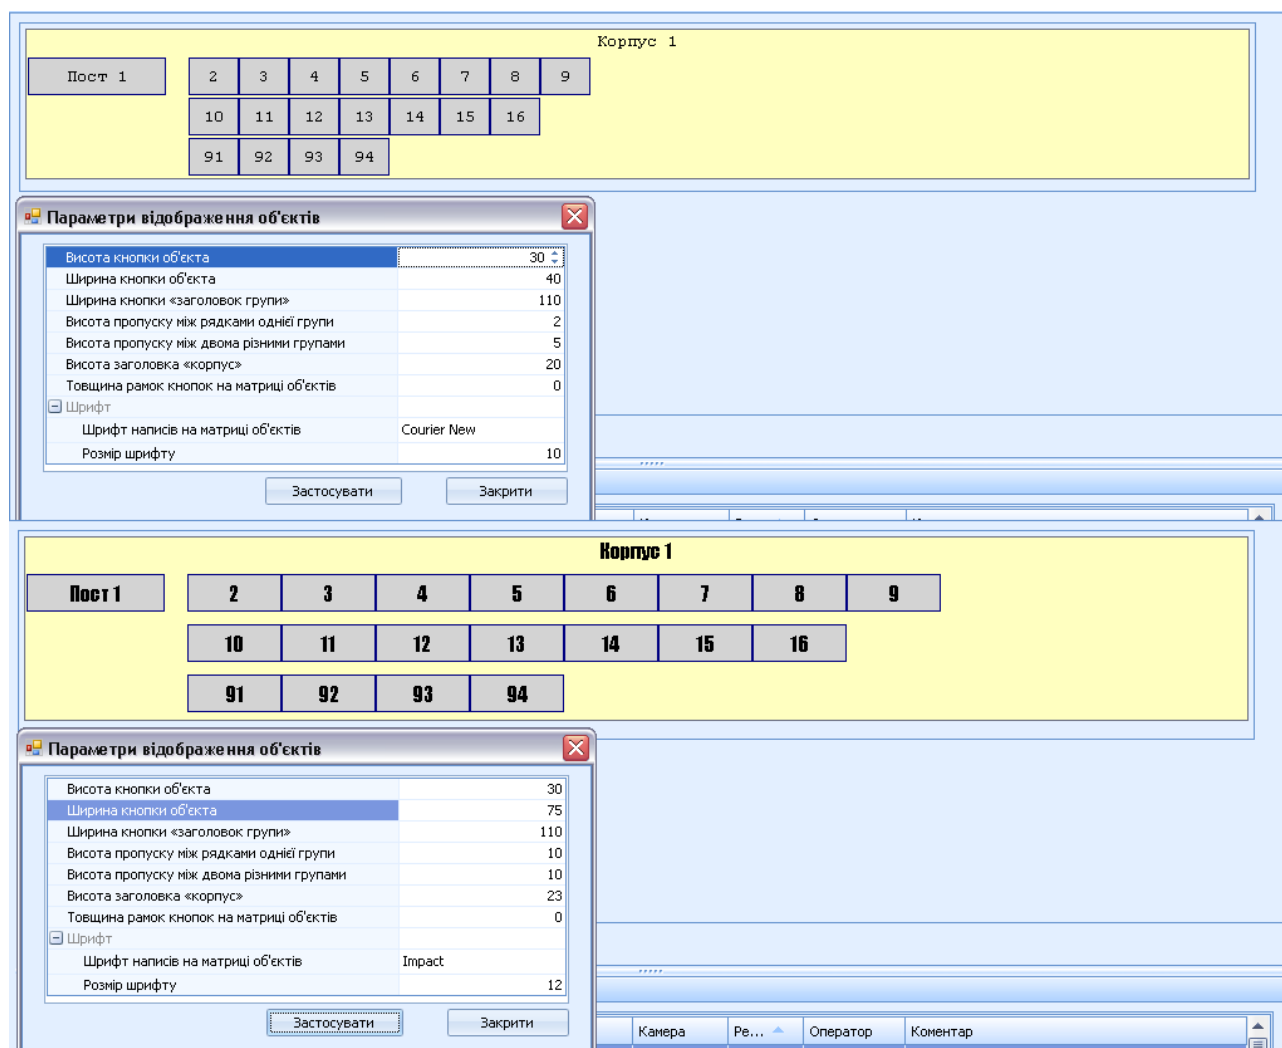 Корпус 1
Пост 1 2 3 4 5 6 7 8 9
10 11 12 13 14 15 16
91 92 93 94
Параметри відображення об'єктів
Висота кнопки об'єкта 30
Ширина кнопки об'єкта 40
Ширина кнопки «заголовок групи» 110
Висота пропуску між рядками однієї групи 2
Висота пропуску між двома різними групами 5
Висота заголовка «корпус» 20
Товщина рамок кнопок на матриці об'єктів 0
Шрифт
Шрифт написів на матриці об'єктів Courier New
Розмір шрифту 10
Застосувати Закрити
Корпус 1
Пост 1 2 3 4 5 6 7 8 9
10 11 12 13 14 15 16
91 92 93 94
Параметри відображення об'єктів
Висота кнопки об'єкта 30
Ширина кнопки об'єкта 75
Ширина кнопки «заголовок групи» 110
Висота пропуску між рядками однієї групи 10
Висота пропуску між двома різними групами 10
Висота заголовка «корпус» 23
Товщина рамок кнопок на матриці об'єктів 0
Шрифт
Шрифт написів на матриці об'єктів Impact
Розмір шрифту 12
Застосувати Закрити
Камера Ре... Оператор Коментар